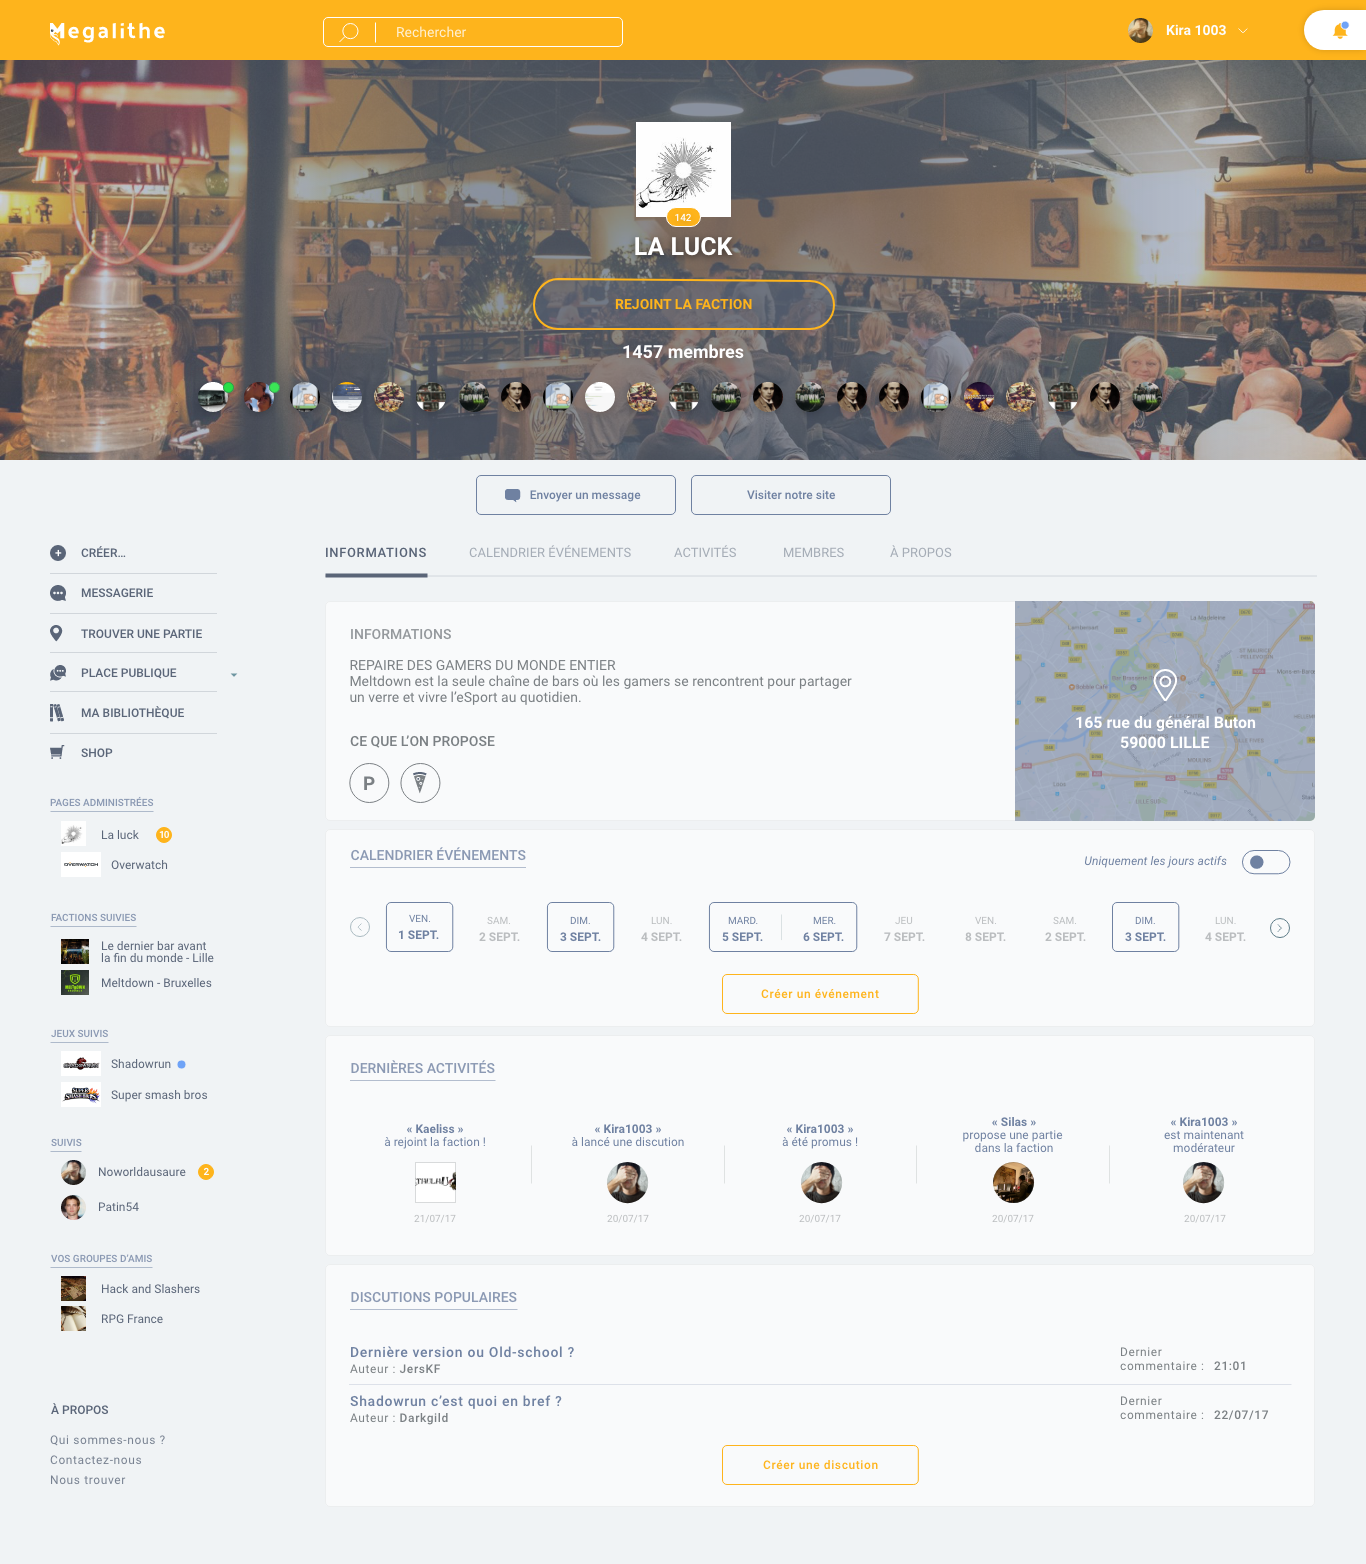 Megalithe
Rechercher
Kira 1003
142
LA LUCK
REJOINT LA FACTION
1457 membres
Envoyer un message
Visiter notre site
CRÉER...
MESSAGERIE
TROUVER UNE PARTIE
PLACE PUBLIQUE
MA BIBLIOTHÈQUE
SHOP
PAGES ADMINISTRÉES
La luck
10
OVERWATCH
Overwatch
FACTIONS SUIVIES
Le dernier bar avant
la fin du monde - Lille
Meltdown - Bruxelles
JEUX SUIVIS
Shadowrun
Super smash bros
SUIVIS
Noworldausaure
2
Patin54
VOS GROUPES D'AMIS
Hack and Slashers
RPG France
À PROPOS
Qui sommes-nous ?
Contactez-nous
Nous trouver
INFORMATIONS
CALENDRIER ÉVÉNEMENTS
ACTIVITÉS
MEMBRES
À PROPOS
INFORMATIONS
REPAIRE DES GAMERS DU MONDE ENTIER
Meltdown est la seule chaîne de bars où les gamers se rencontrent pour partager
un verre et vivre l'eSport au quotidien.
CE QUE L'ON PROPOSE
P
165 rue du général Buton
59000 LILLE
CALENDRIER ÉVÉNEMENTS
Uniquement les jours actifs
VEN.
1 SEPT.
SAM.
2 SEPT.
DIM.
3 SEPT.
LUN.
4 SEPT.
MARD.
5 SEPT.
MER.
6 SEPT.
JEU
7 SEPT.
VEN.
8 SEPT.
SAM.
2 SEPT.
DIM.
3 SEPT.
LUN.
4 SEPT.
Créer un événement
DERNIÈRES ACTIVITÉS
« Kaeliss »
à rejoint la faction !
21/07/17
« Kira1003 »
à lancé une discution
20/07/17
« Kira1003 »
à été promus !
20/07/17
« Silas »
propose une partie
dans la faction
20/07/17
« Kira1003 »
est maintenant
modérateur
20/07/17
DISCUTIONS POPULAIRES
Dernière version ou Old-school ?
Auteur : JersKF
Dernier
commentaire : 21:01
Shadowrun c'est quoi en bref ?
Auteur : Darkgild
Dernier
commentaire : 22/07/17
Créer une discution